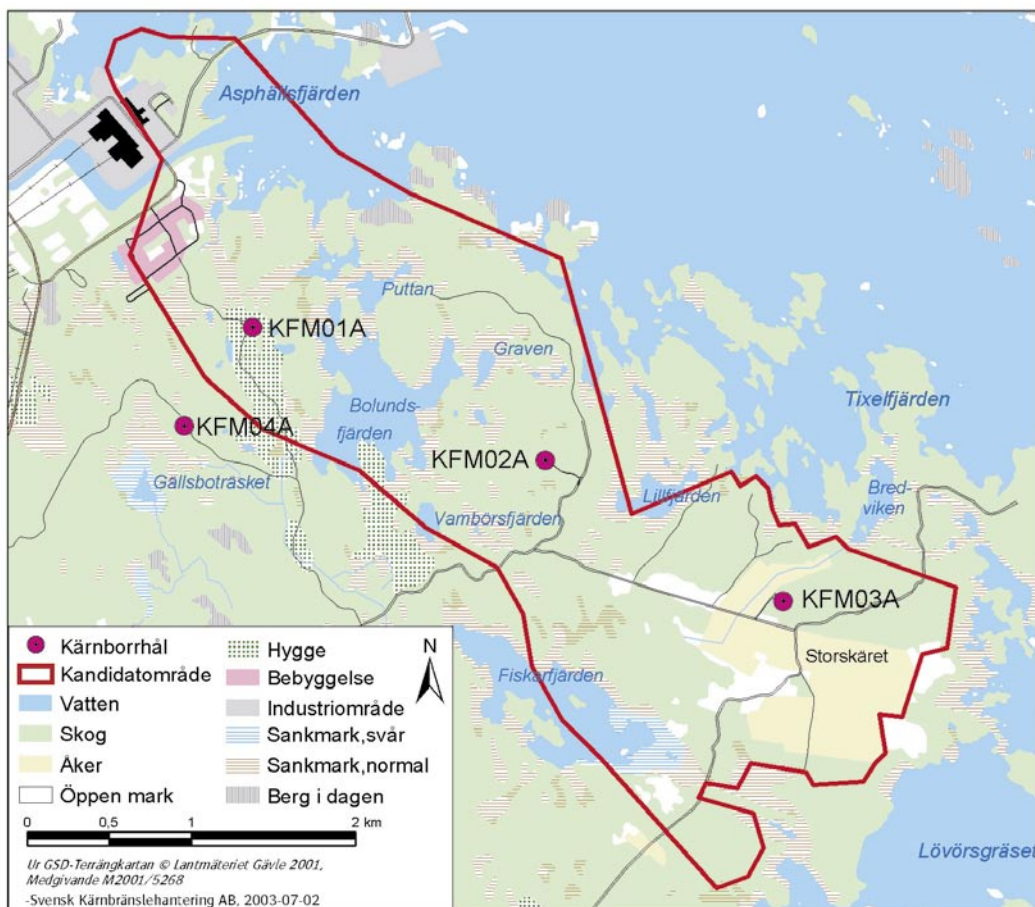 Asphällsfjärden
Puttan
KFM01A
Graven
Tixelfjärden
Bolunds-
fjärden
KFM04A
KFM02A
Gällsboträsket
Lillfjärden
Bred-
viken
Vambörsfjärden
KFM03A
Storskäret
Fiskarfjärden
Lövörsgräset
N
Kärnborrhål
Kandidatområde
Vatten
Skog
Åker
Öppen mark
Hygge
Bebyggelse
Industriområde
Sankmark,svår
Sankmark,normal
Berg i dagen
0 0,5 1 2 km
Ur GSD-Terrängkartan © Lantmäteriet Gävle 2001,
Medgivande M2001/5268
-Svensk Kärnbränslehantering AB, 2003-07-02